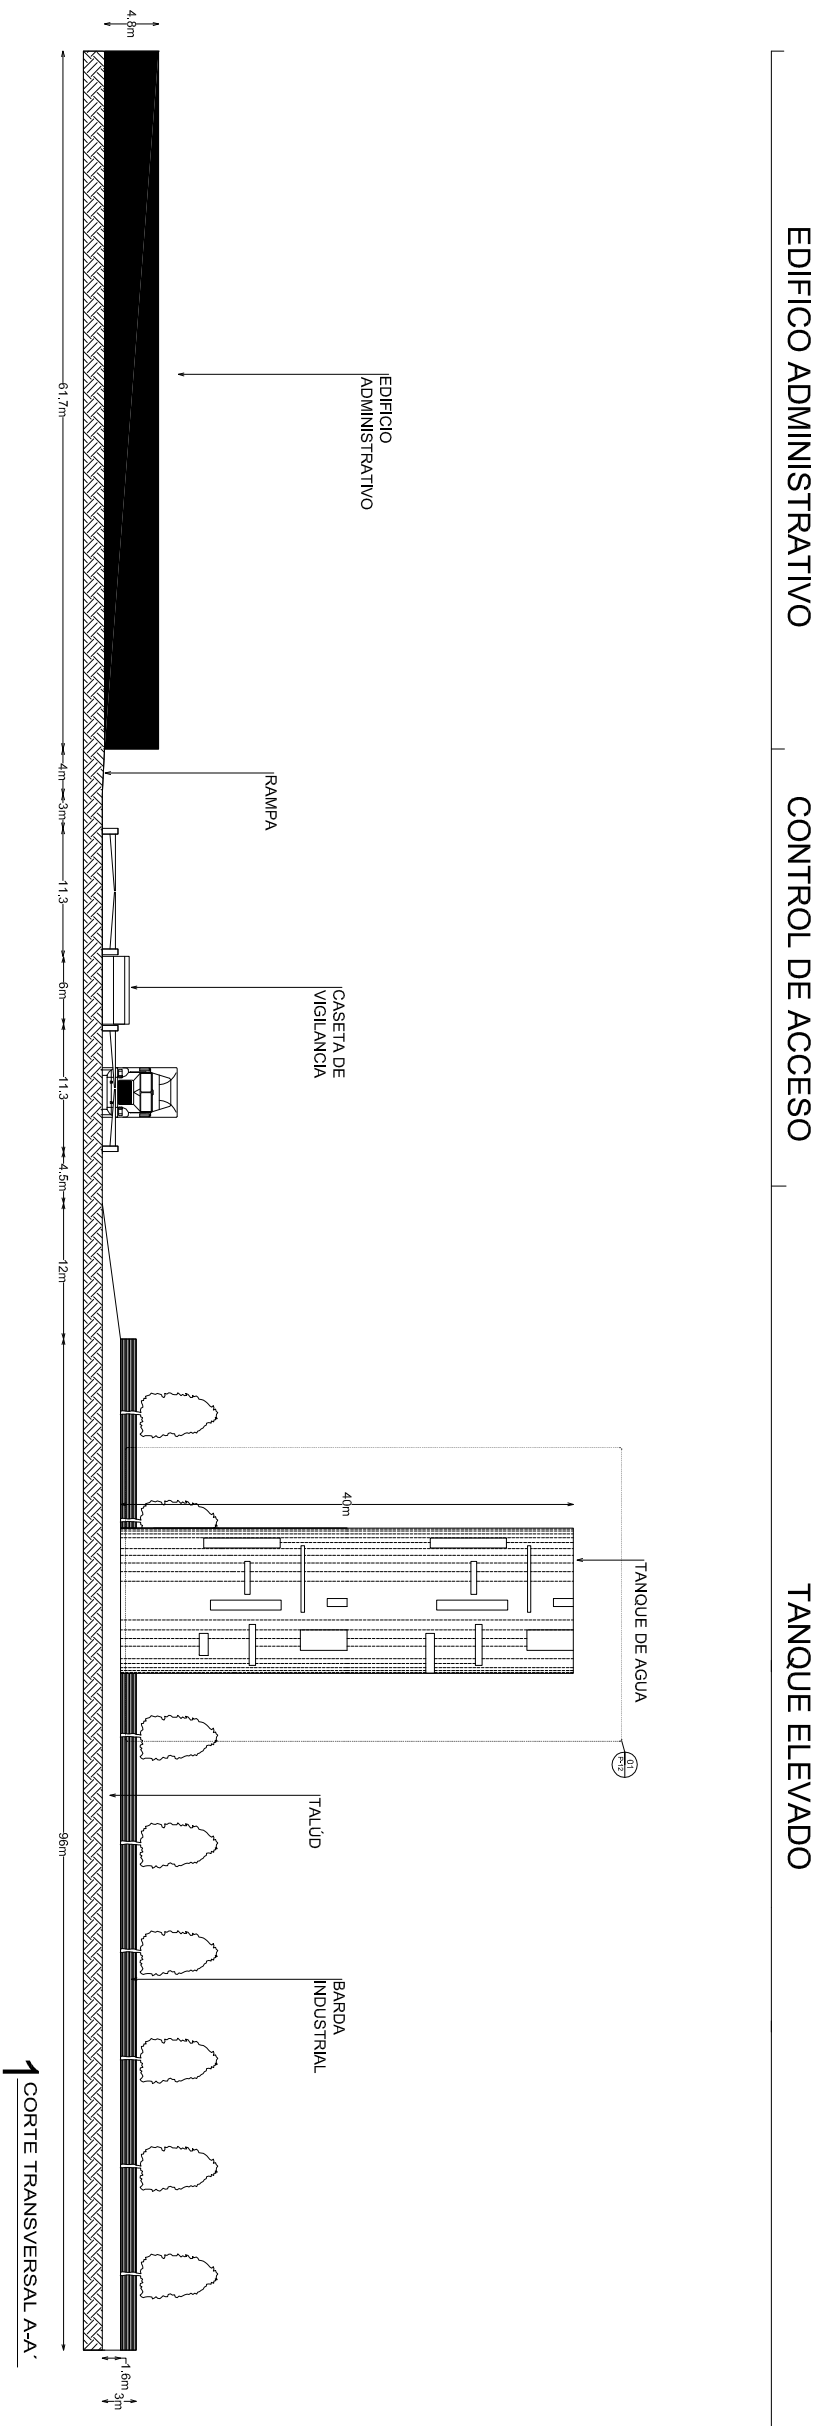 EDIFICO ADMINISTRATIVO
CONTROL DE ACCESO
TANQUE ELEVADO
EDIFICIO
ADMINISTRATIVO
RAMPA
CASETA DE
VIGILANCIA
TANQUE DE AGUA
01
P-12
TALÚD
BARDA
INDUSTRIAL
40m
4.8m
61.7m
4m
3m
11.3
6m
11.3
4.5m
12m
96m
1.6m
3m
1
CORTE TRANSVERSAL A-A´